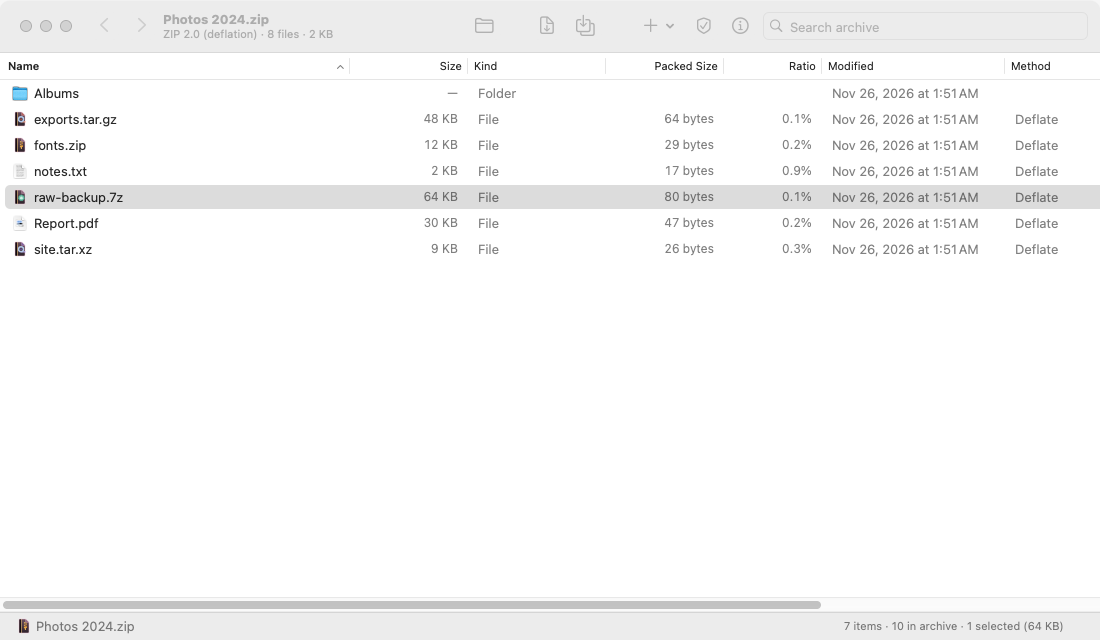 Photos 2024.zip
ZIP 2.0 (deflation) · 8 files · 2 KB
Search archive
Name Size Kind Packed Size Ratio Modified Method
Albums — Folder Nov 26, 2026 at 1:51 AM
exports.tar.gz 48 KB File 64 bytes 0.1% Nov 26, 2026 at 1:51 AM Deflate
fonts.zip 12 KB File 29 bytes 0.2% Nov 26, 2026 at 1:51 AM Deflate
notes.txt 2 KB File 17 bytes 0.9% Nov 26, 2026 at 1:51 AM Deflate
raw-backup.7z 64 KB File 80 bytes 0.1% Nov 26, 2026 at 1:51 AM Deflate
Report.pdf 30 KB File 47 bytes 0.2% Nov 26, 2026 at 1:51 AM Deflate
site.tar.xz 9 KB File 26 bytes 0.3% Nov 26, 2026 at 1:51 AM Deflate
Photos 2024.zip 7 items · 10 in archive · 1 selected (64 KB)